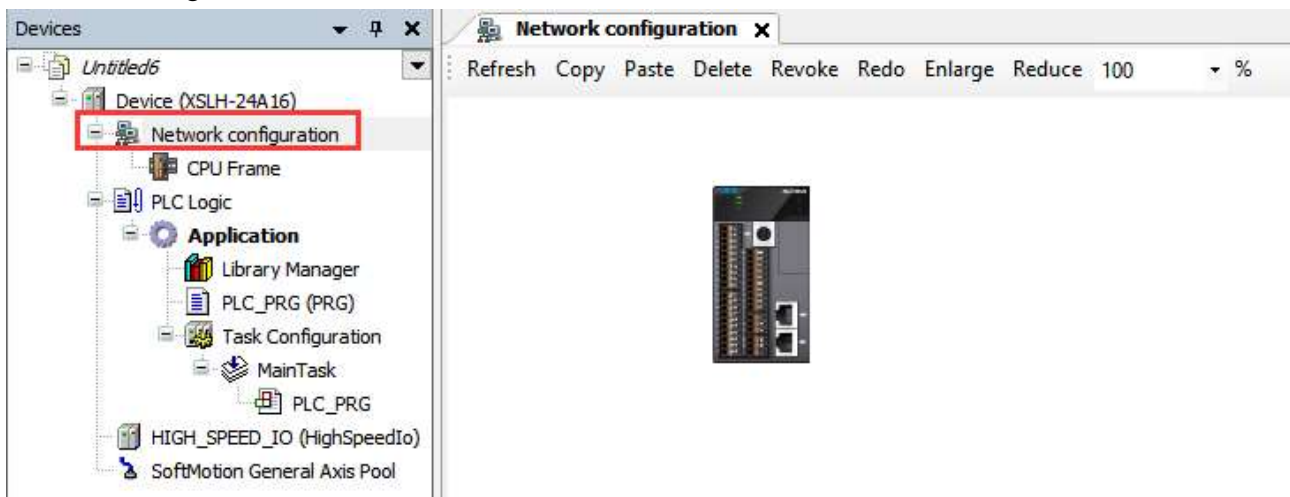 Devices
Untitled6
Device (XSLH-24A16)
Network configuration
CPU Frame
PLC Logic
Application
Library Manager
PLC_PRG (PRG)
Task Configuration
MainTask
PLC_PRG
HIGH_SPEED_IO (HighSpeedIo)
SoftMotion General Axis Pool
Network configuration
Refresh Copy Paste Delete Revoke Redo Enlarge Reduce 100 %